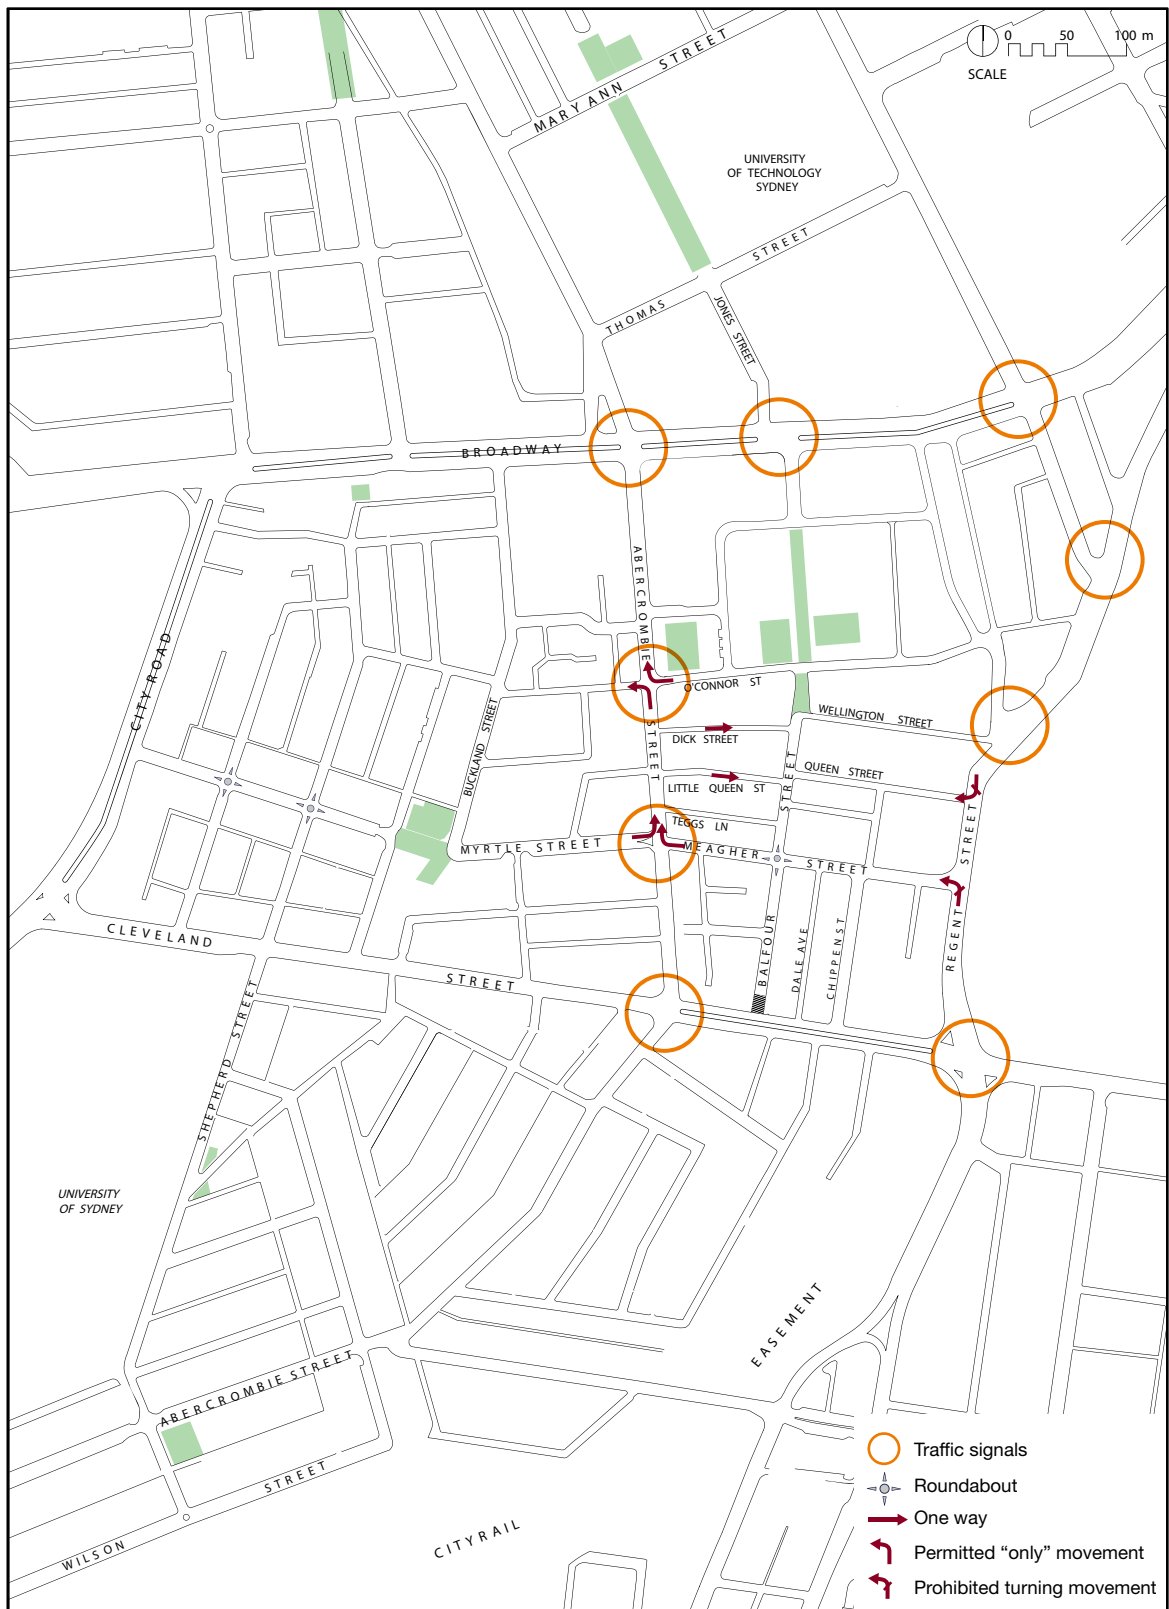 0 50 100 m
SCALE
MARY ANN STREET
UNIVERSITY
OF TECHNOLOGY
SYDNEY
THOMAS STREET
JONES STREET
BROADWAY
ABERCROMBIE STREET
CITY ROAD
O'CONNOR ST
WELLINGTON STREET
DICK STREET
BUCKLAND STREET
QUEEN STREET
LITTLE QUEEN ST
TEGGS LN
MYRTLE STREET
MEAGHER STREET
BALFOUR STREET
DALE AVE
CHIPPEN ST
REGENT STREET
CLEVELAND STREET
SHEPHERD STREET
UNIVERSITY
OF SYDNEY
EASEMENT
ABERCROMBIE STREET
WILSON STREET
CITYRAIL
Traffic signals
Roundabout
One way
Permitted “only” movement
Prohibited turning movement